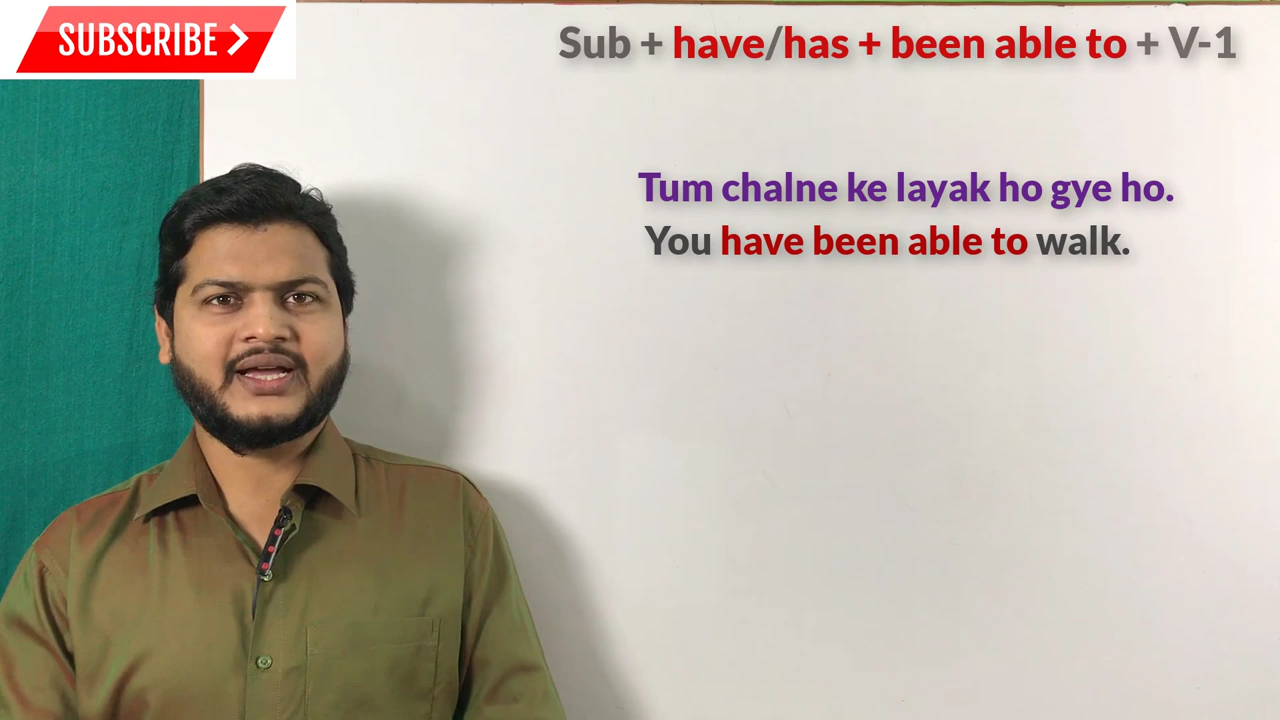 SUBSCRIBE
Sub + have/has + been able to + V-1
Tum chalne ke layak ho gye ho.
You have been able to walk.